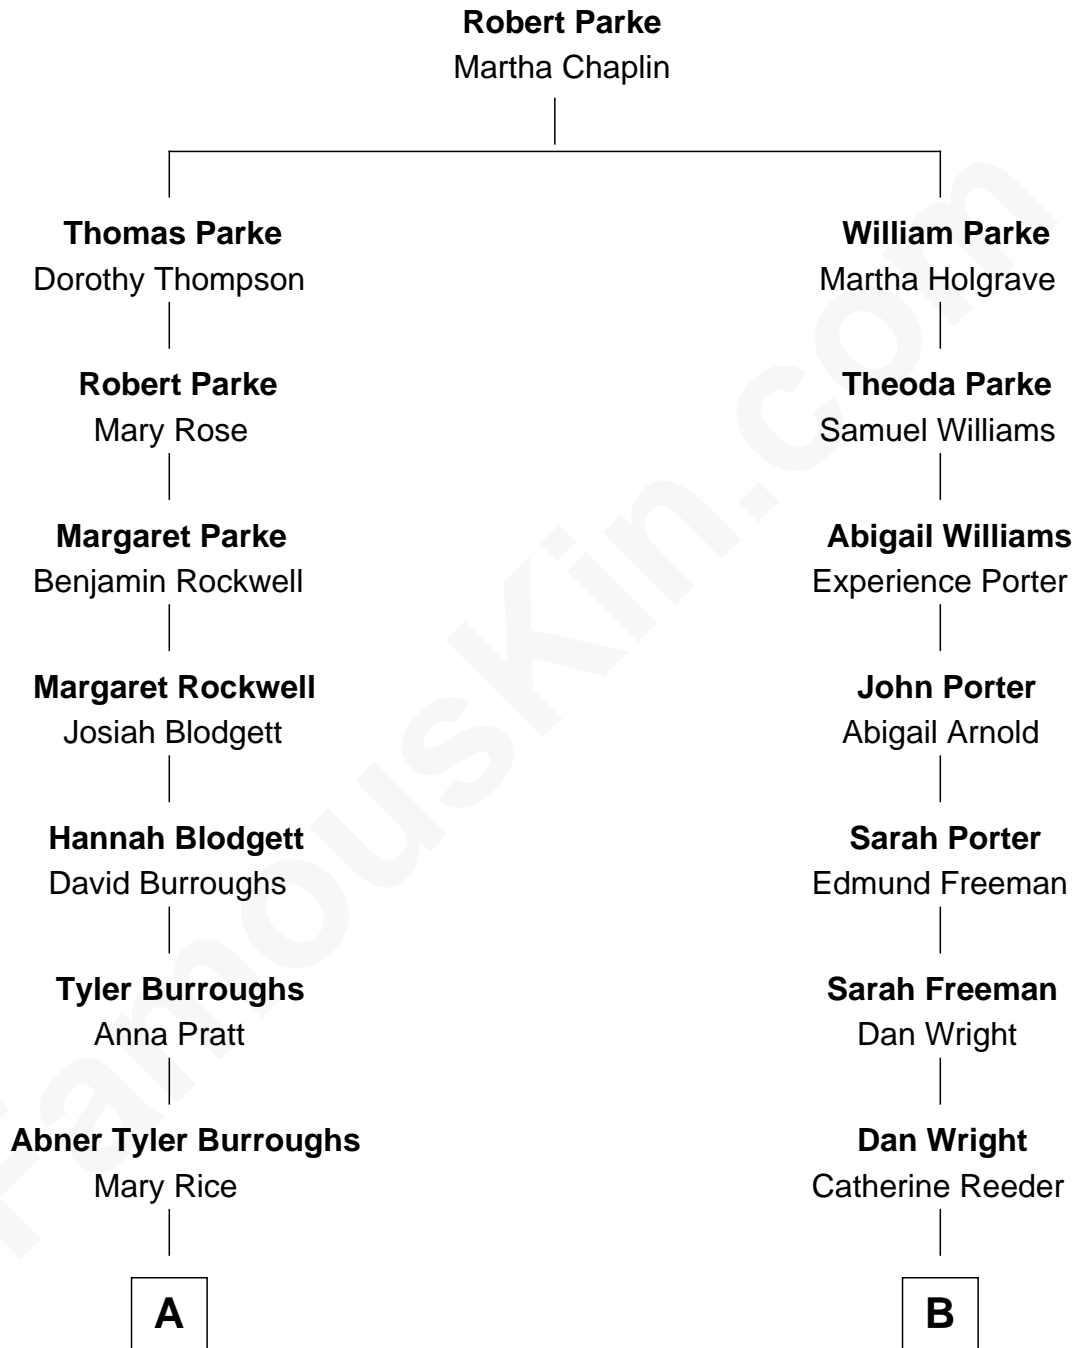 Robert Parke
Martha Chaplin
Thomas Parke
Dorothy Thompson
William Parke
Martha Holgrave
Robert Parke
Mary Rose
Theoda Parke
Samuel Williams
Margaret Parke
Benjamin Rockwell
Abigail Williams
Experience Porter
Margaret Rockwell
Josiah Blodgett
John Porter
Abigail Arnold
Hannah Blodgett
David Burroughs
Sarah Porter
Edmund Freeman
Tyler Burroughs
Anna Pratt
Sarah Freeman
Dan Wright
Abner Tyler Burroughs
Mary Rice
Dan Wright
Catherine Reeder
A
B
FamousKin.com